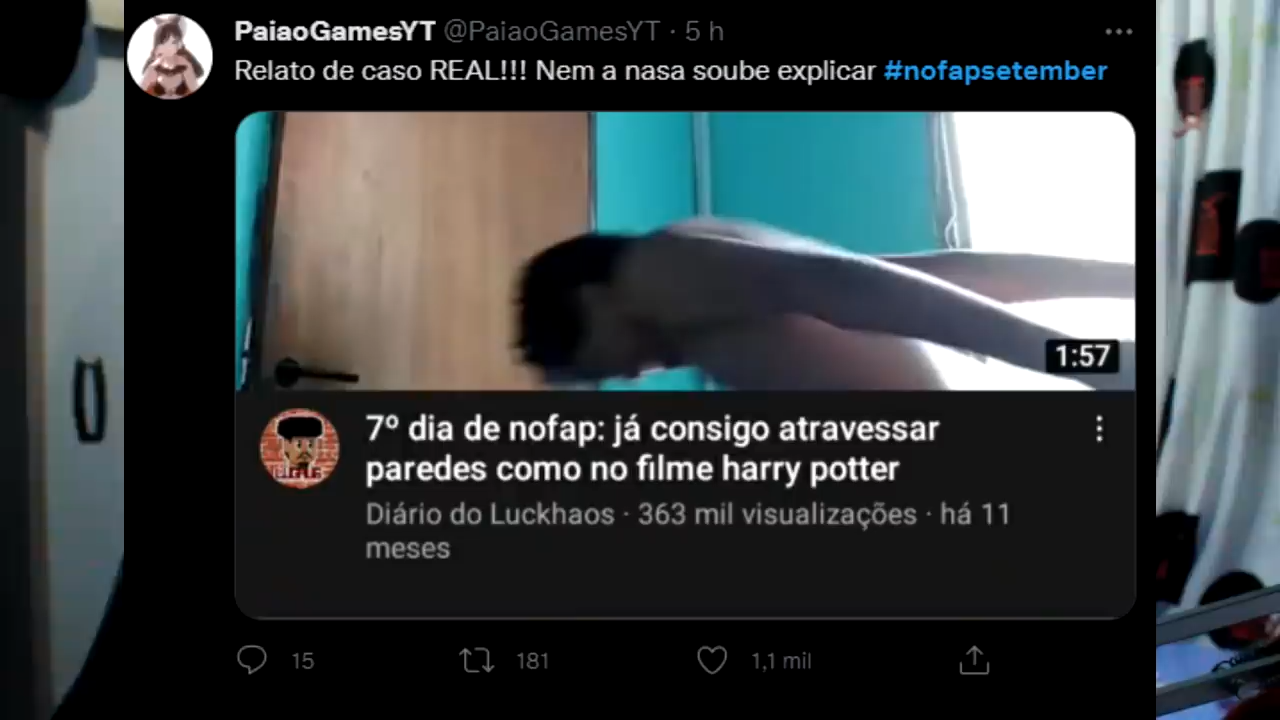 PaiaoGamesYT @PaiaoGamesYT · 5 h
Relato de caso REAL!!! Nem a nasa soube explicar #nofapsetember
1:57
7º dia de nofap: já consigo atravessar
paredes como no filme harry potter
Diário do Luckhaos · 363 mil visualizações · há 11
meses
15 181 1,1 mil